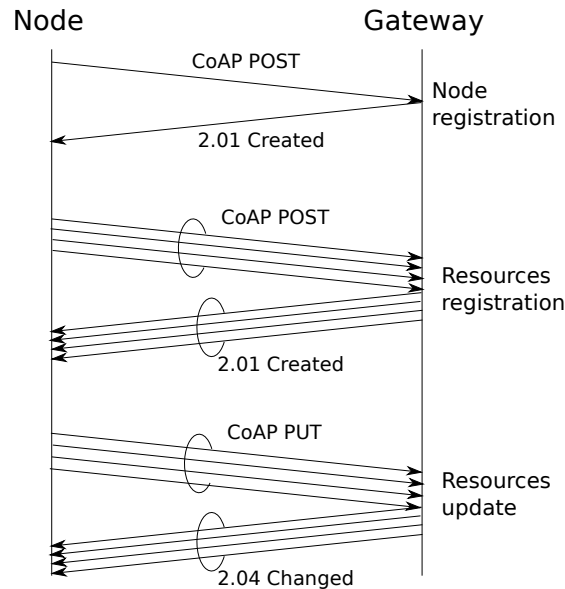 Node
Gateway
CoAP POST
Node
registration
2.01 Created
CoAP POST
Resources
registration
2.01 Created
CoAP PUT
Resources
update
2.04 Changed